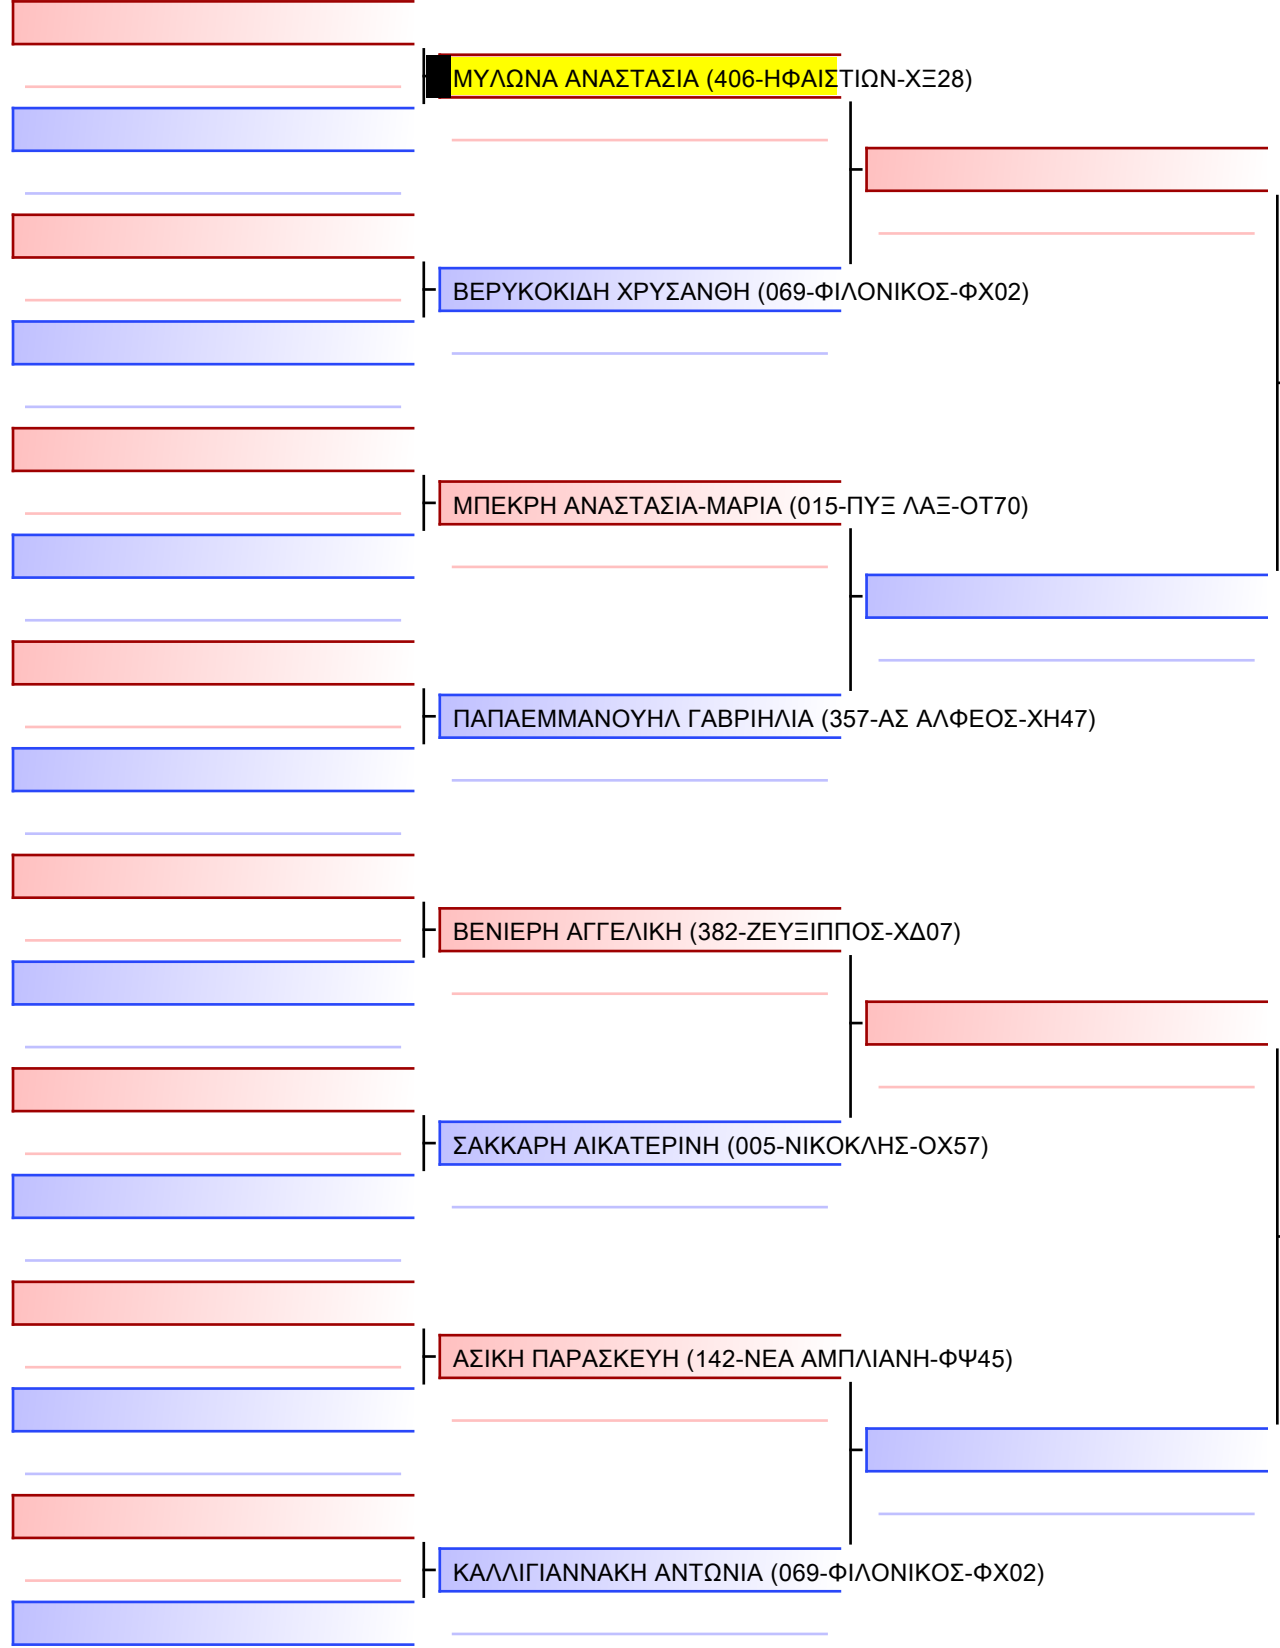 ΜΥΛΩΝΑ ΑΝΑΣΤΑΣΙΑ (406-ΗΦΑΙΣΤΙΩΝ-ΧΞ28)
ΒΕΡΥΚΟΚΙΔΗ ΧΡΥΣΑΝΘΗ (069-ΦΙΛΟΝΙΚΟΣ-ΦΧ02)
ΜΠΕΚΡΗ ΑΝΑΣΤΑΣΙΑ-ΜΑΡΙΑ (015-ΠΥΞ ΛΑΞ-ΟΤ70)
ΠΑΠΑΕΜΜΑΝΟΥΗΛ ΓΑΒΡΙΗΛΙΑ (357-ΑΣ ΑΛΦΕΟΣ-ΧΗ47)
ΒΕΝΙΕΡΗ ΑΓΓΕΛΙΚΗ (382-ΖΕΥΞΙΠΠΟΣ-ΧΔ07)
ΣΑΚΚΑΡΗ ΑΙΚΑΤΕΡΙΝΗ (005-ΝΙΚΟΚΛΗΣ-ΟΧ57)
ΑΣΙΚΗ ΠΑΡΑΣΚΕΥΗ (142-ΝΕΑ ΑΜΠΛΙΑΝΗ-ΦΨ45)
ΚΑΛΛΙΓΙΑΝΝΑΚΗ ΑΝΤΩΝΙΑ (069-ΦΙΛΟΝΙΚΟΣ-ΦΧ02)